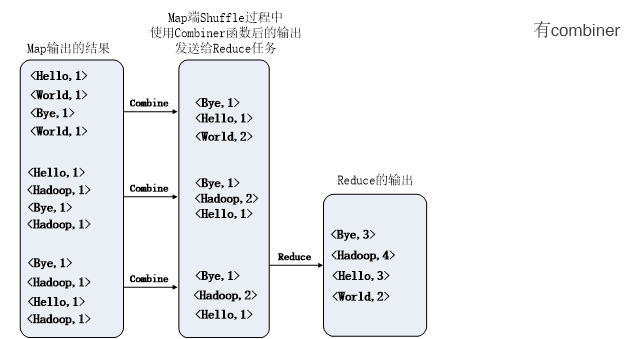 有combiner
Map端Shuffle过程中
使用Combiner函数后的输出
发送给Reduce任务
Map输出的结果
<Hello,1>
<World,1>
<Bye,1>
<World,1>
Combine
<Bye,1>
<Hello,1>
<World,2>
<Hello,1>
<Hadoop,1>
<Bye,1>
<Hadoop,1>
Combine
<Bye,1>
<Hadoop,2>
<Hello,1>
<Bye,1>
<Hadoop,1>
<Hello,1>
<Hadoop,1>
Combine
<Bye,1>
<Hadoop,2>
<Hello,1>
Reduce
Reduce的输出
<Bye,3>
<Hadoop,4>
<Hello,3>
<World,2>